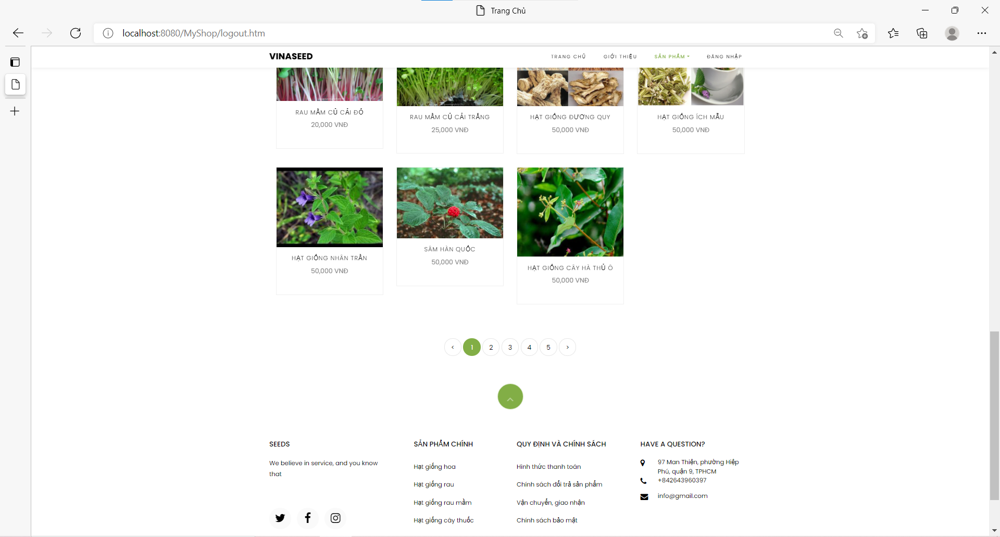 Trang Chủ
localhost:8080/MyShop/logout.htm
VINASEED
TRANG CHỦ
GIỚI THIỆU
SẢN PHẨM
ĐĂNG NHẬP
RAU MẦM CỦ CẢI ĐỎ
20,000 VNĐ
RAU MẦM CỦ CẢI TRẮNG
25,000 VNĐ
HẠT GIỐNG ĐƯƠNG QUY
50,000 VNĐ
HẠT GIỐNG ÍCH MẪU
50,000 VNĐ
HẠT GIỐNG NHÂN TRẦN
50,000 VNĐ
SÂM HÀN QUỐC
50,000 VNĐ
HẠT GIỐNG CÂY HÀ THỦ Ô
50,000 VNĐ
< 1 2 3 4 5 >
SEEDS
We believe in service, and you know
that
SẢN PHẨM CHÍNH
Hạt giống hoa
Hạt giống rau
Hạt giống rau mầm
Hạt giống cây thuốc
QUY ĐỊNH VÀ CHÍNH SÁCH
Hình thức thanh toán
Chính sách đổi trả sản phẩm
Vận chuyển, giao nhận
Chính sách bảo mật
HAVE A QUESTION?
97 Man Thiện, phường Hiệp
Phú, quận 9, TPHCM
+842643960397
info@gmail.com